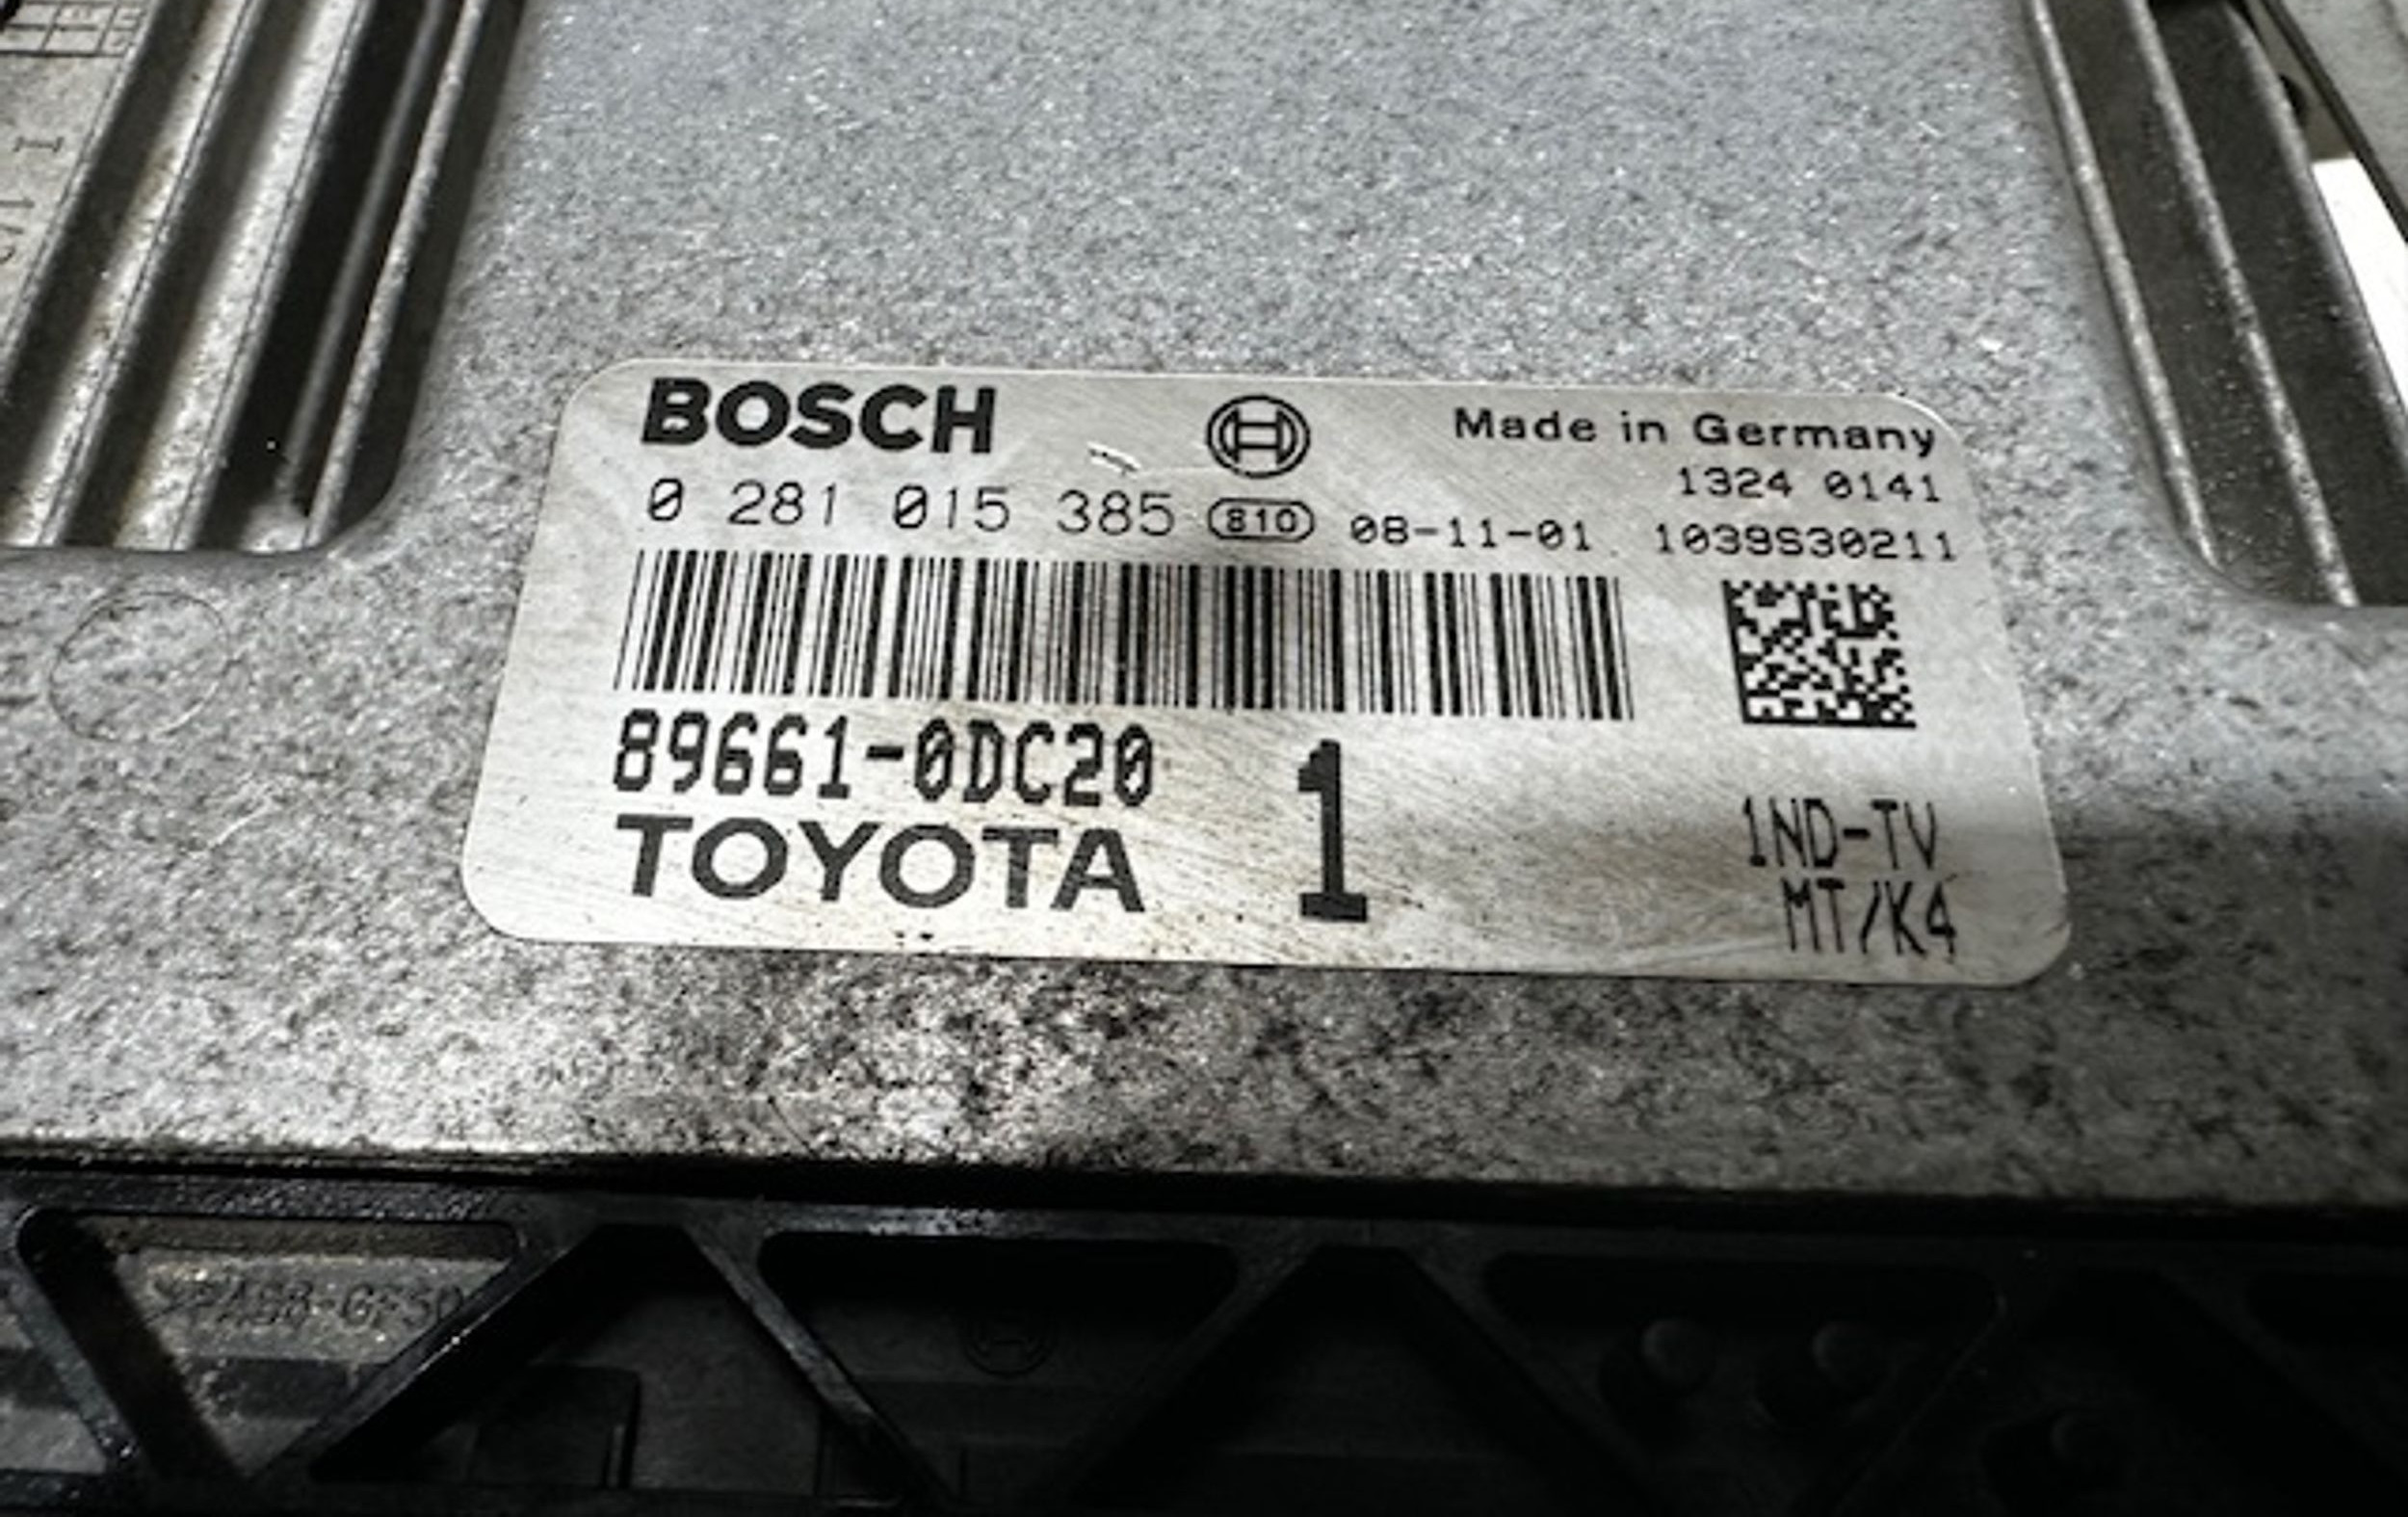 BOSCH
Made in Germany
1324 0141
0 281 015 385 810 08-11-01 1039S30211
89661-0DC20
TOYOTA
1
1ND-TV
MT/K4